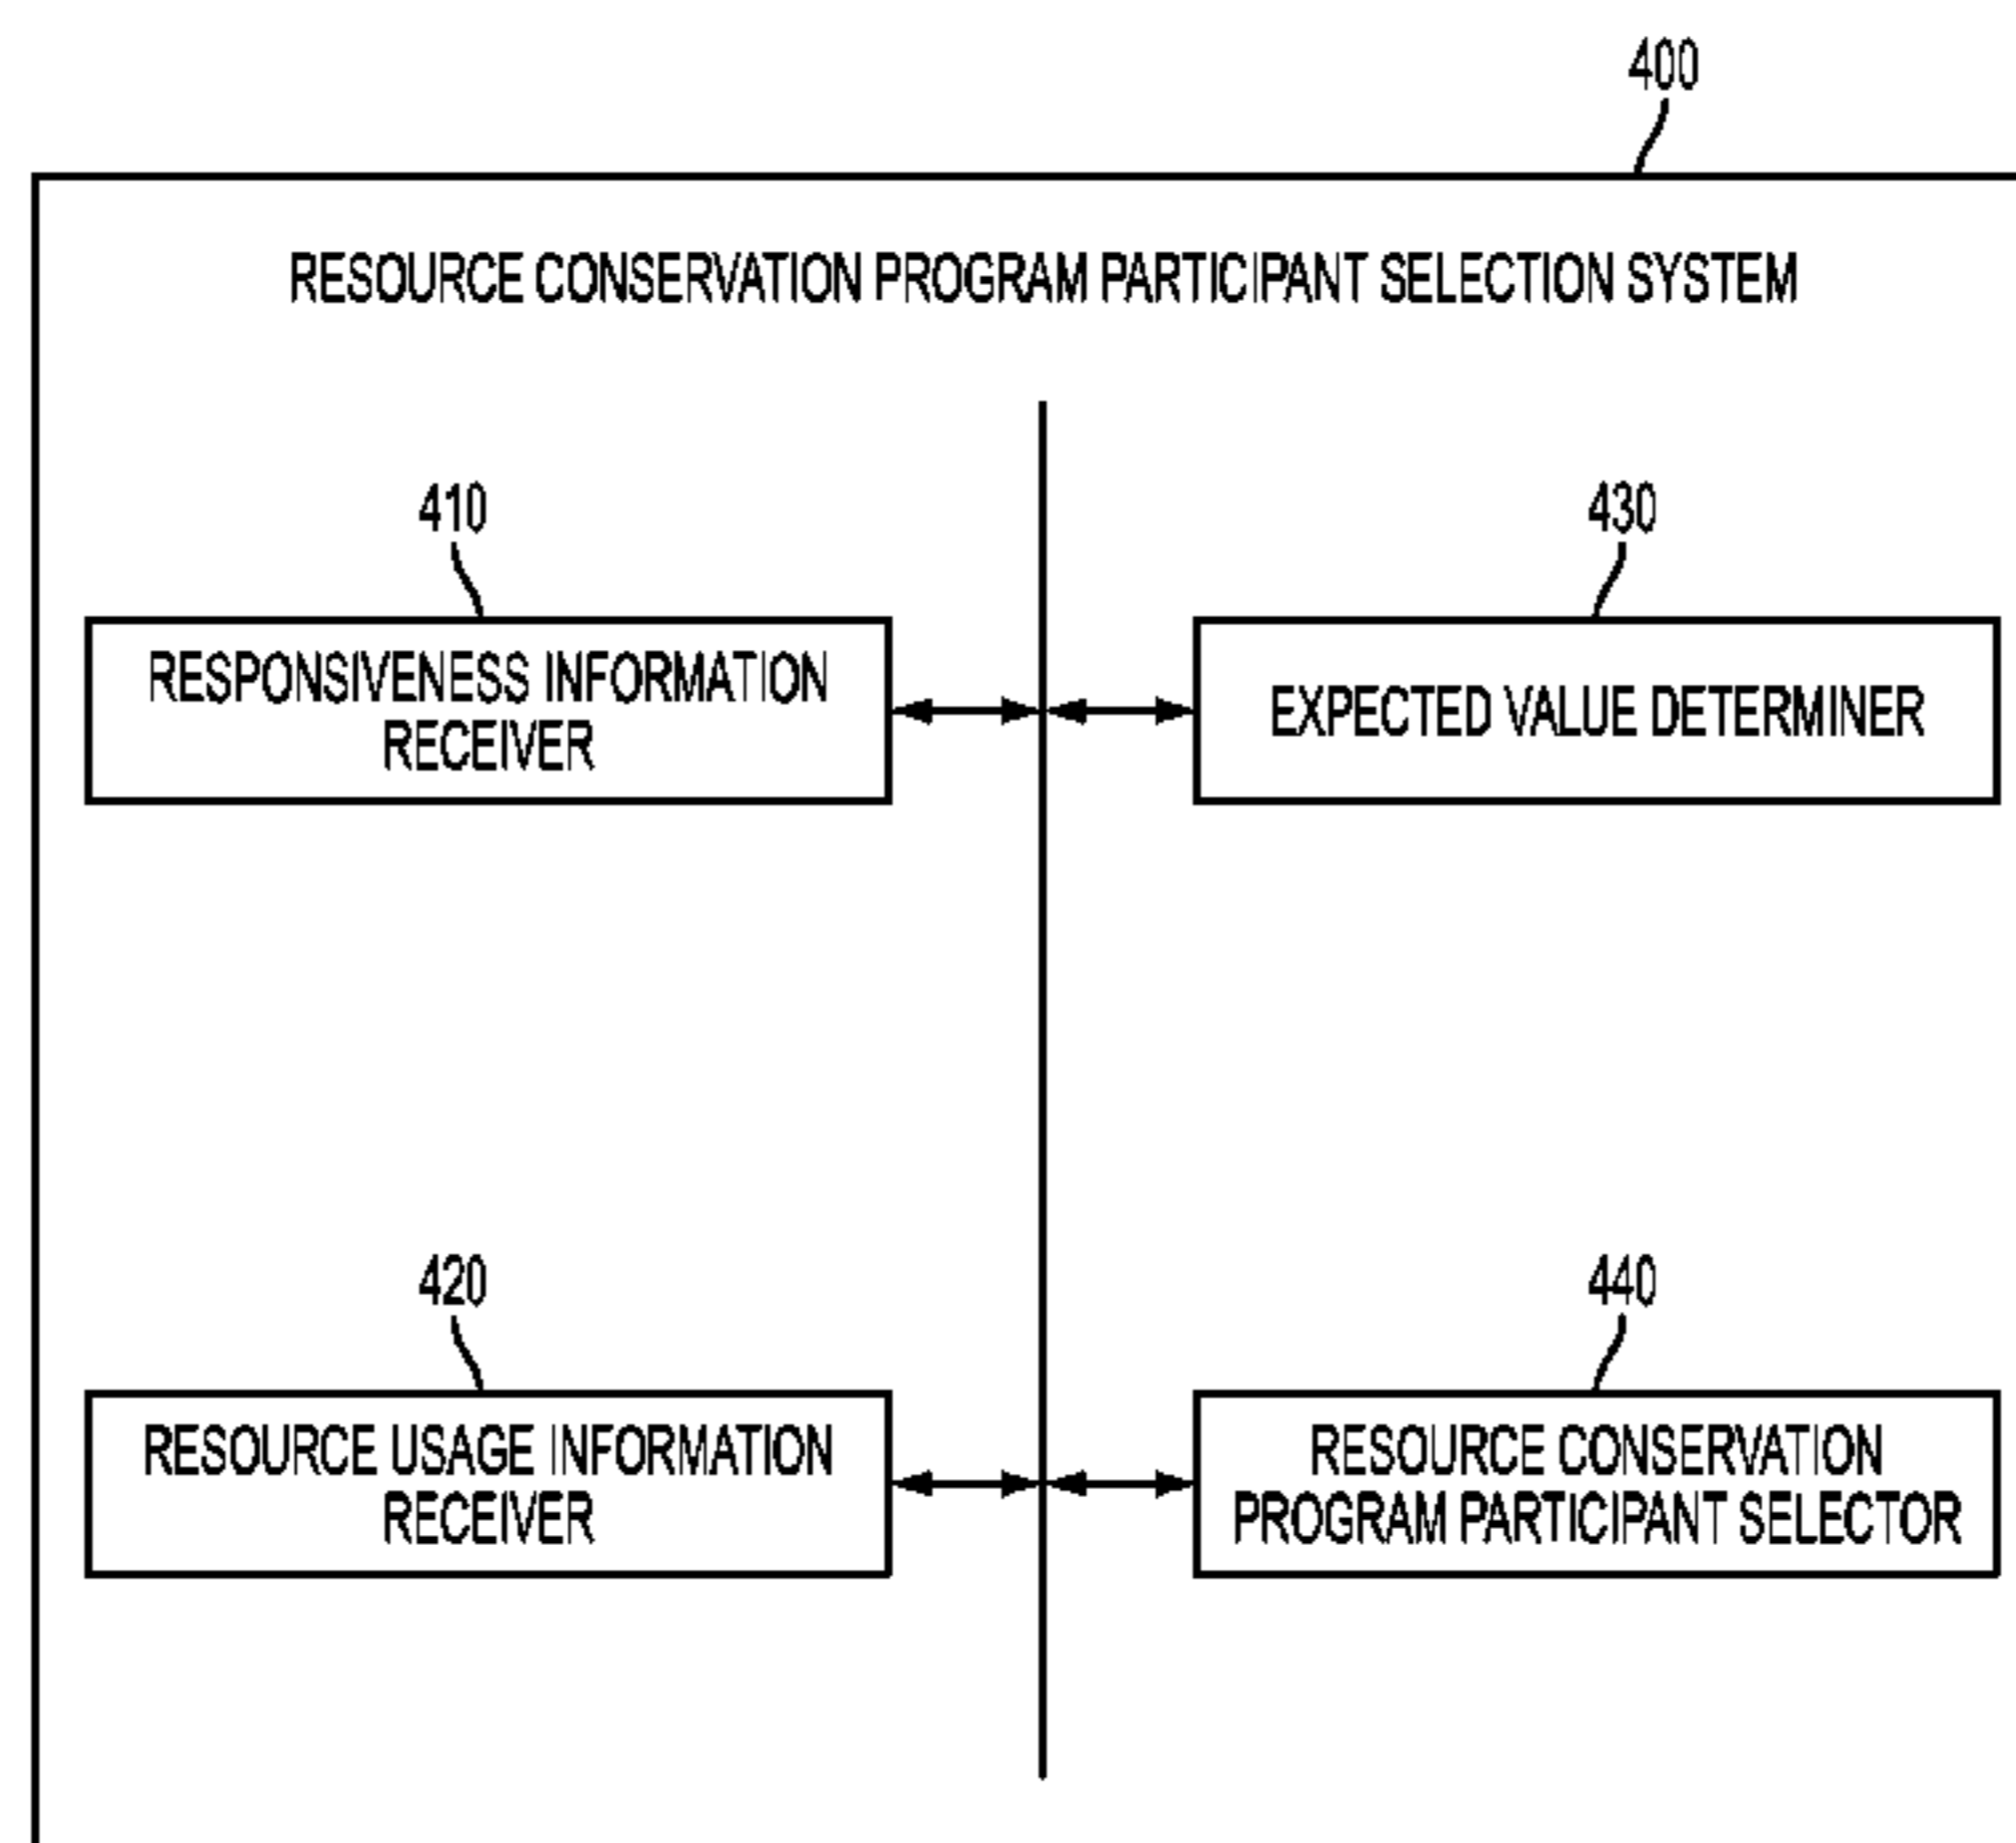 400
RESOURCE CONSERVATION PROGRAM PARTICIPANT SELECTION SYSTEM
410
RESPONSIVENESS INFORMATION
RECEIVER
430
EXPECTED VALUE DETERMINER
420
RESOURCE USAGE INFORMATION
RECEIVER
440
RESOURCE CONSERVATION
PROGRAM PARTICIPANT SELECTOR